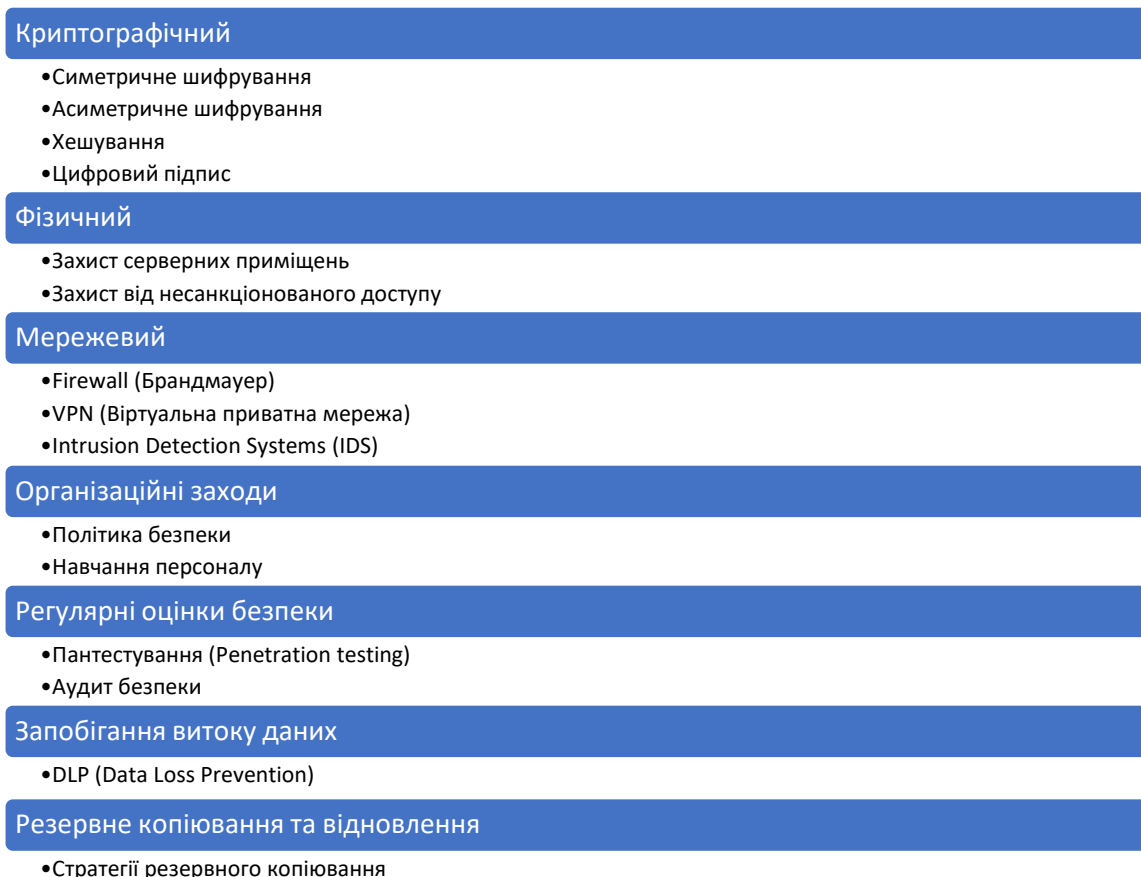 Криптографічний
•Симетричне шифрування
•Асиметричне шифрування
•Хешування
•Цифровий підпис
Фізичний
•Захист серверних приміщень
•Захист від несанкціонованого доступу
Мережевий
•Firewall (Брандмауер)
•VPN (Віртуальна приватна мережа)
•Intrusion Detection Systems (IDS)
Організаційні заходи
•Політика безпеки
•Навчання персоналу
Регулярні оцінки безпеки
•Пантестування (Penetration testing)
•Аудит безпеки
Запобігання витоку даних
•DLP (Data Loss Prevention)
Резервне копіювання та відновлення
•Стратегії резервного копіювання